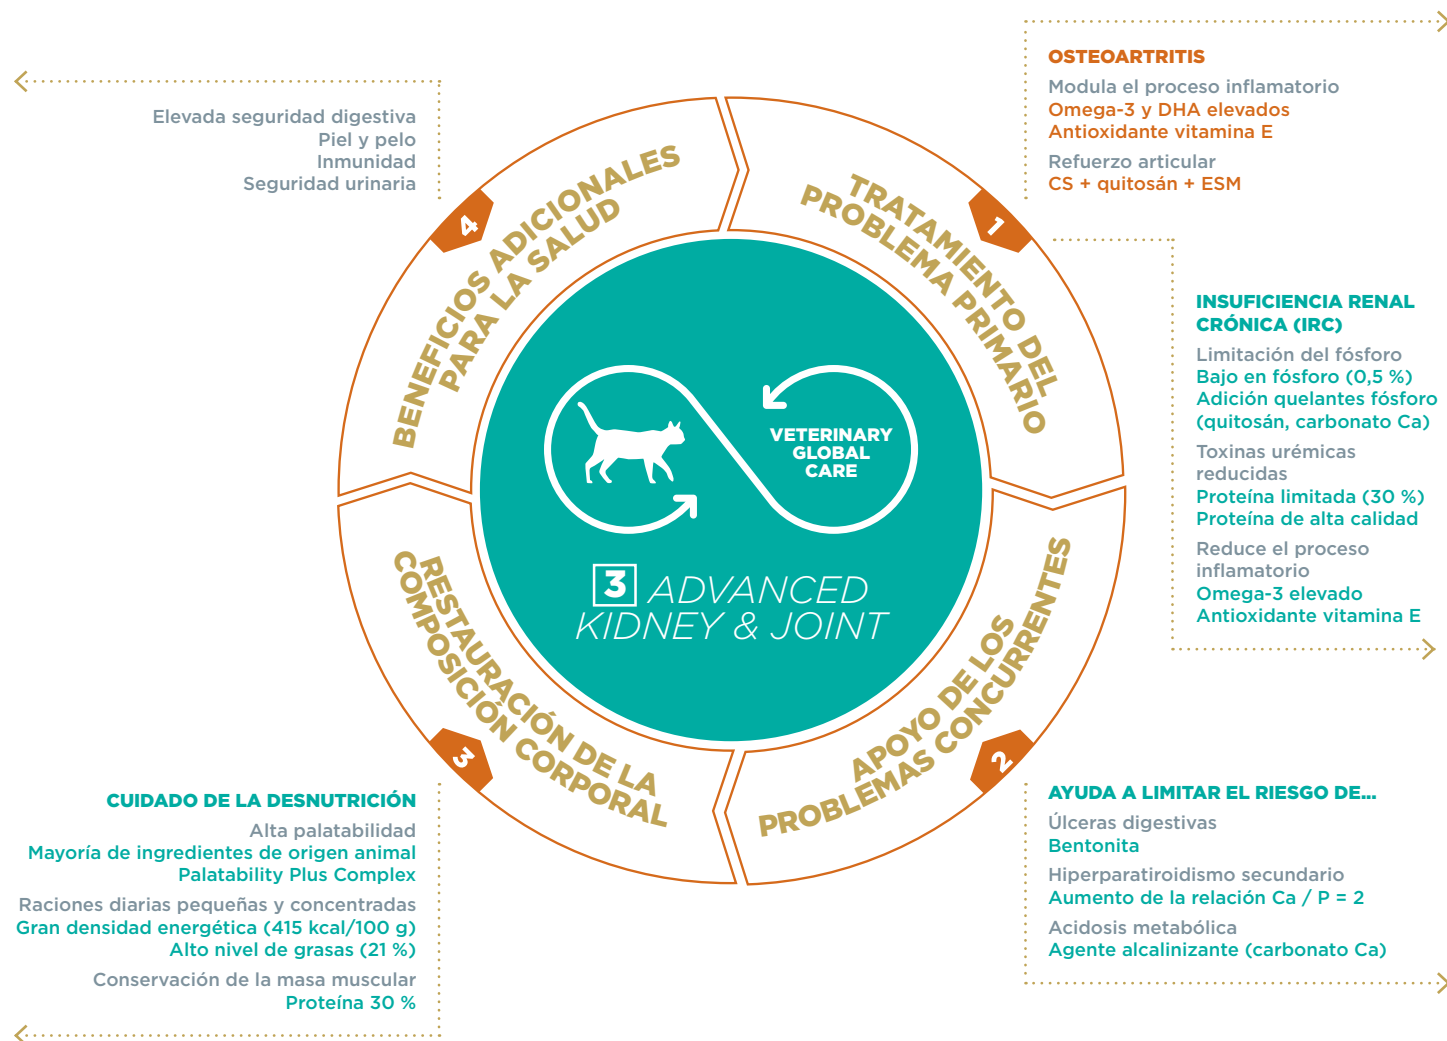 OSTEOARTRITIS
Modula el proceso inflamatorio
Omega-3 y DHA elevados
Antioxidante vitamina E
Refuerzo articular
CS + quitosán + ESM
Elevada seguridad digestiva
Piel y pelo
Inmunidad
Seguridad urinaria
4
BENEFICIOS ADICIONALES
PARA LA SALUD
1
TRATAMIENTO DEL
PROBLEMA PRIMARIO
INSUFICIENCIA RENAL
CRÓNICA (IRC)
Limitación del fósforo
Bajo en fósforo (0,5 %)
Adición quelantes fósforo
(quitosán, carbonato Ca)
Toxinas urémicas
reducidas
Proteína limitada (30 %)
Proteína de alta calidad
Reduce el proceso
inflamatorio
Omega-3 elevado
Antioxidante vitamina E
VETERINARY
GLOBAL
CARE
3 ADVANCED
KIDNEY & JOINT
RESTAURACIÓN DE LA
COMPOSICIÓN CORPORAL
3
APOYO DE LOS
PROBLEMAS CONCURRENTES
2
CUIDADO DE LA DESNUTRICIÓN
Alta palatabilidad
Mayoría de ingredientes de origen animal
Palatability Plus Complex
Raciones diarias pequeñas y concentradas
Gran densidad energética (415 kcal/100 g)
Alto nivel de grasas (21 %)
Conservación de la masa muscular
Proteína 30 %
AYUDA A LIMITAR EL RIESGO DE...
Úlceras digestivas
Bentonita
Hiperparatiroidismo secundario
Aumento de la relación Ca / P = 2
Acidosis metabólica
Agente alcalinizante (carbonato Ca)